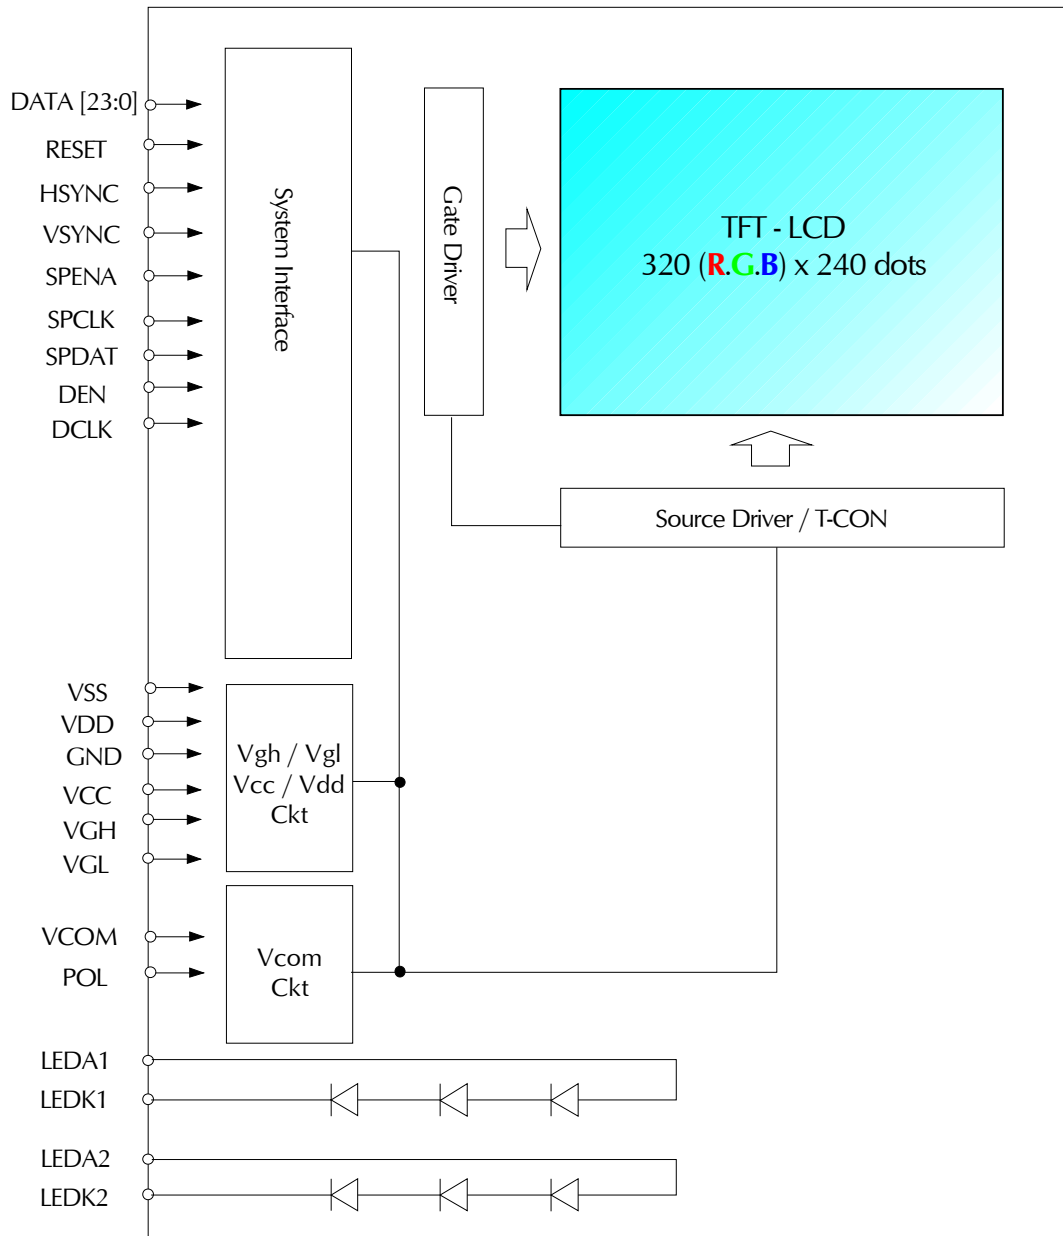 DATA [23:0]
RESET
HSYNC
VSYNC
SPENA
SPCLK
SPDAT
DEN
DCLK
System Interface
Gate Driver
TFT - LCD
320 (R.G.B) x 240 dots
Source Driver / T-CON
VSS
VDD
GND
VCC
VGH
VGL
Vgh / Vgl
Vcc / Vdd
Ckt
VCOM
POL
Vcom
Ckt
LEDA1
LEDK1
LEDA2
LEDK2